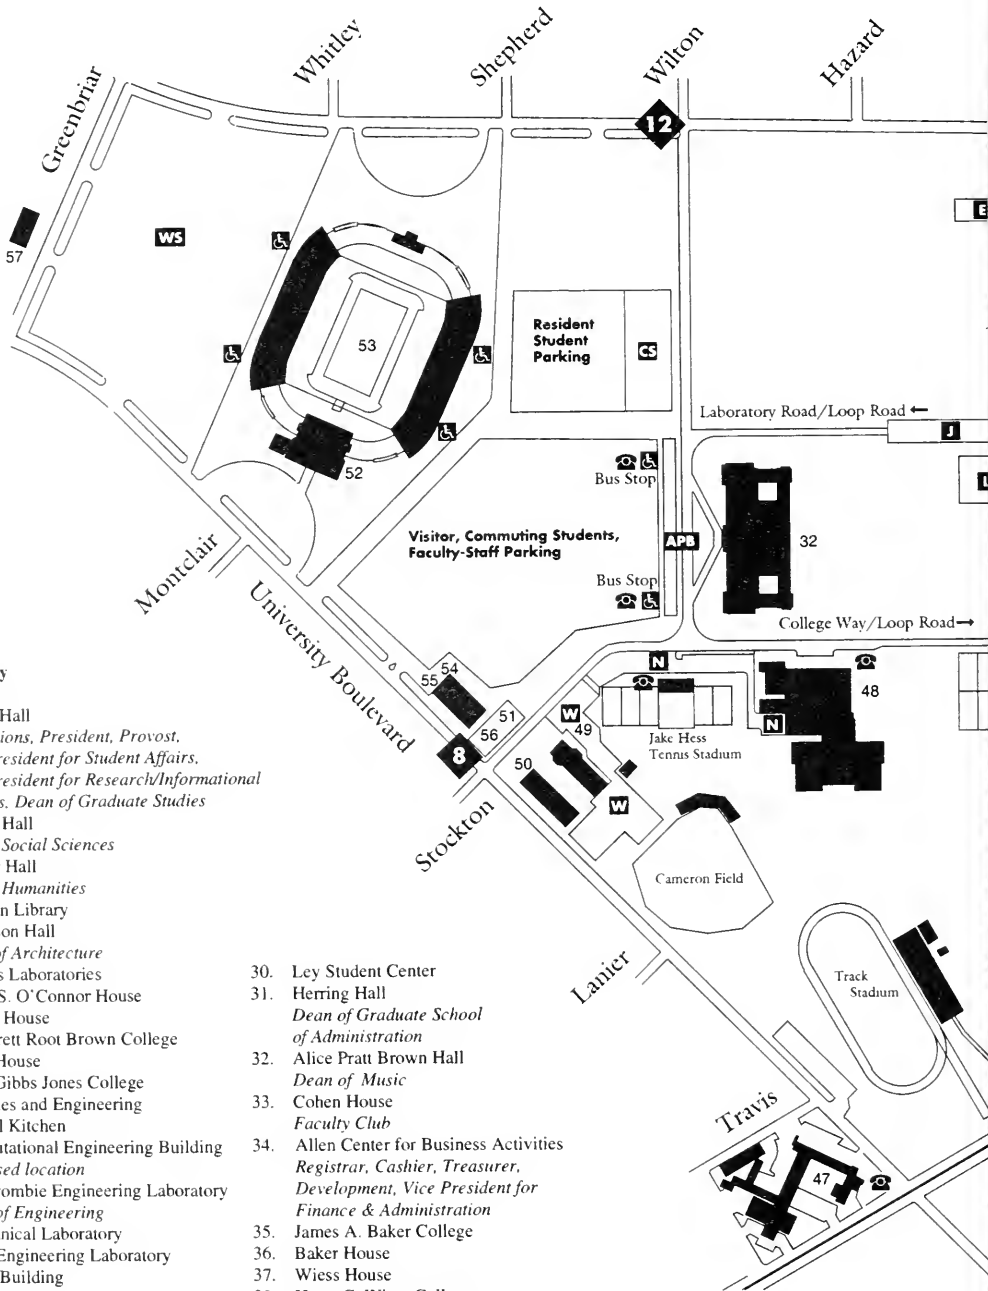 Greenbriar
Whitley
Shepherd
Wilton
Hazard
12
E
57
WS
53
Resident
Student
Parking
CS
Laboratory Road/Loop Road ←
J
L
52
Bus Stop
Visitor, Commuting Students,
Faculty-Staff Parking
APB
32
Montclair
Bus Stop
University Boulevard
College Way/Loop Road→
N
54
55
51
56
W
49
48
N
Jake Hess
Tennis Stadium
8
50
W
Stockton
Cameron Field
Lanier
Track
Stadium
Travis
47
y
Hall
ions, President, Provost,
resident for Student Affairs,
resident for Research/Informational
s. Dean of Graduate Studies
Hall
Social Sciences
Hall
Humanities
n Library
on Hall
of Architecture
s Laboratories
S. O'Connor House
House
rett Root Brown College
House
Gibbs Jones College
es and Engineering
l Kitchen
utational Engineering Building
sed location
ombie Engineering Laboratory
of Engineering
nical Laboratory
Engineering Laboratory
Building
30. Ley Student Center
31. Herring Hall
Dean of Graduate School
of Administration
32. Alice Pratt Brown Hall
Dean of Music
33. Cohen House
Faculty Club
34. Allen Center for Business Activities
Registrar, Cashier, Treasurer,
Development, Vice President for
Finance & Administration
35. James A. Baker College
36. Baker House
37. Wiess House